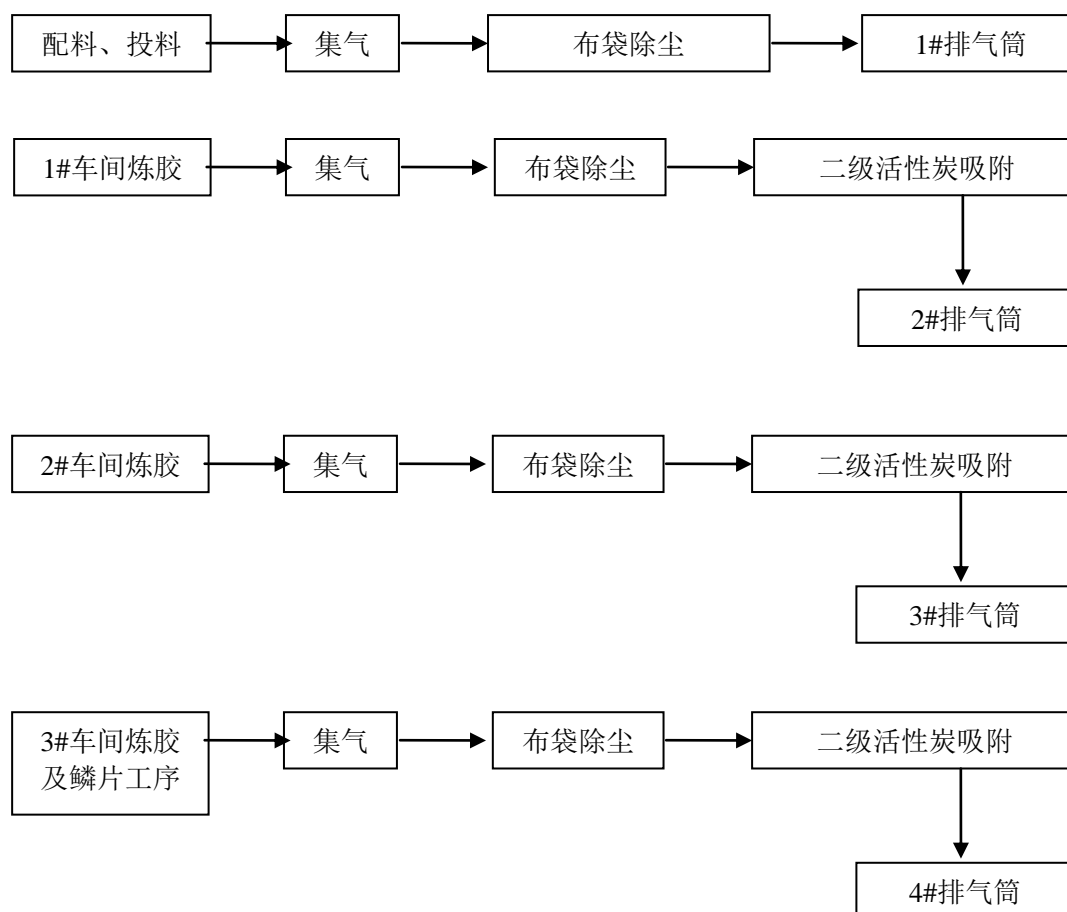 配料、投料
集气
布袋除尘
1#排气筒
1#车间炼胶
集气
布袋除尘
二级活性炭吸附
2#排气筒
2#车间炼胶
集气
布袋除尘
二级活性炭吸附
3#排气筒
3#车间炼胶
及鳞片工序
集气
布袋除尘
二级活性炭吸附
4#排气筒